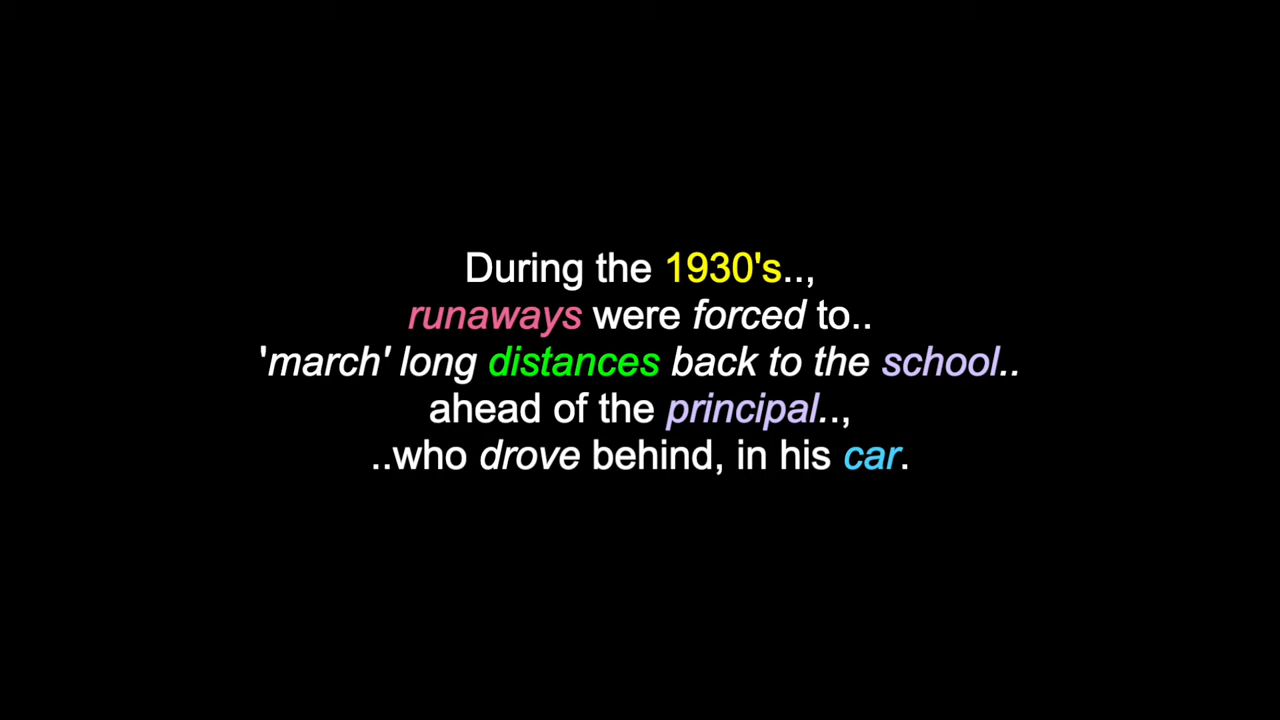 During the 1930's..,
runaways were forced to..
'march' long distances back to the school..
ahead of the principal..,
..who drove behind, in his car.